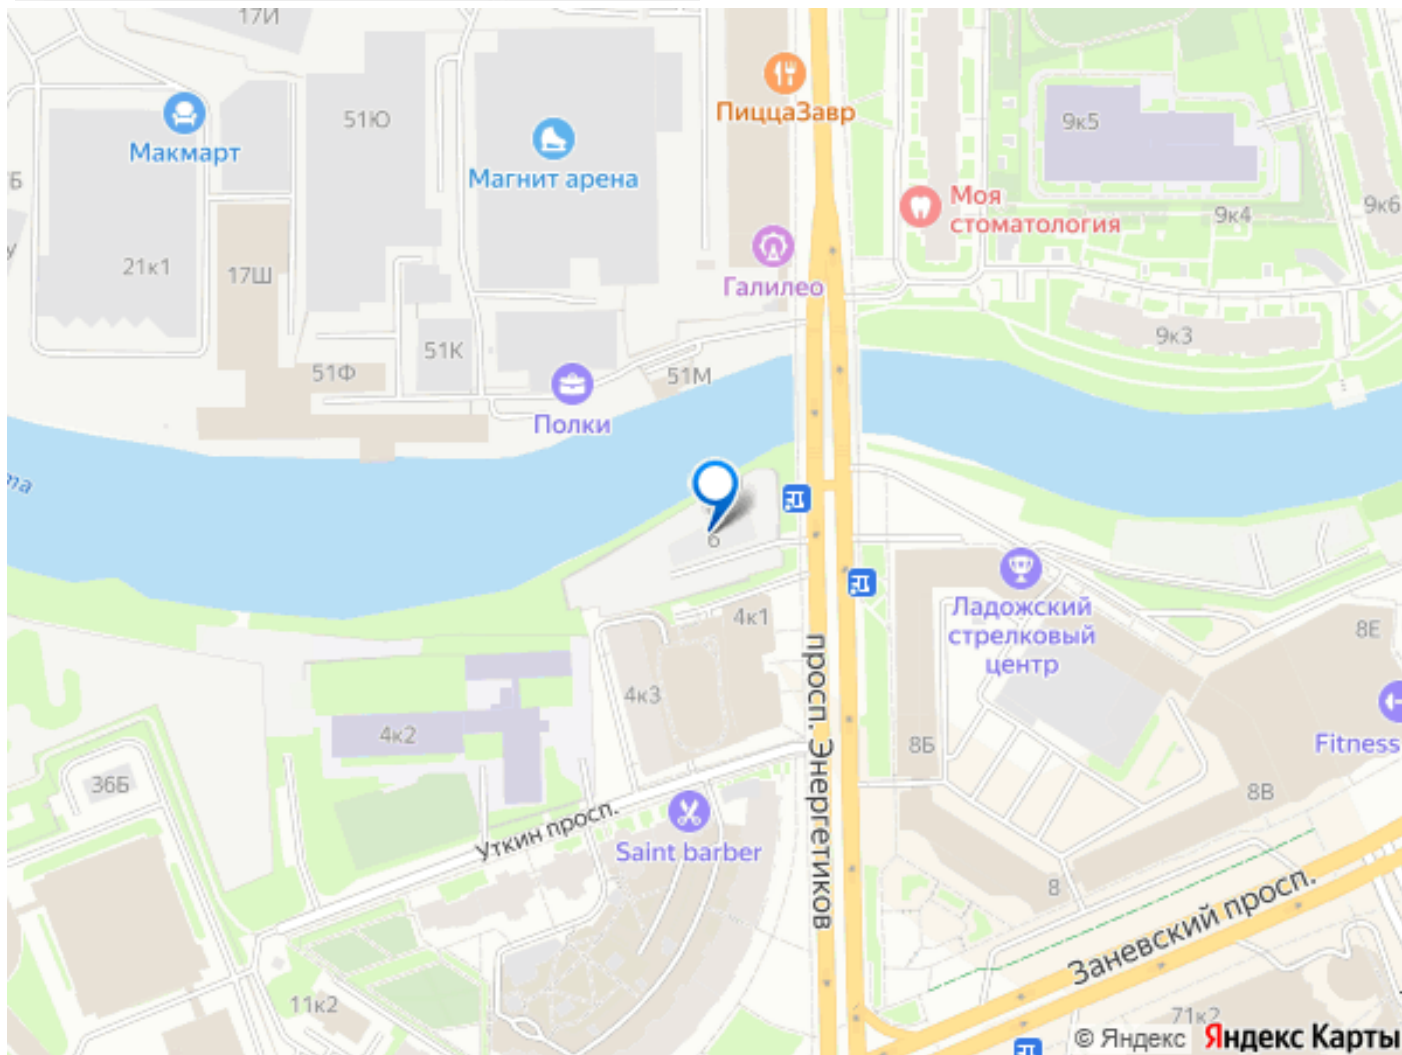 17И
51Ю
ПиццаЗавр
9к5
Макмарт
Магнит арена
Моя
стоматология
9к4
9к6
21к1
17Ш
Галилео
51К
9к3
51Ф
51М
Полки
6
Ладожский
стрелковый
центр
4к1
8Е
4к3
просп. Энергетиков
4к2
8Б
Fitness
36Б
8В
Уткин просп.
Saint barber
8
Заневский просп.
11к2
71к2
© Яндекс Яндекс Карты